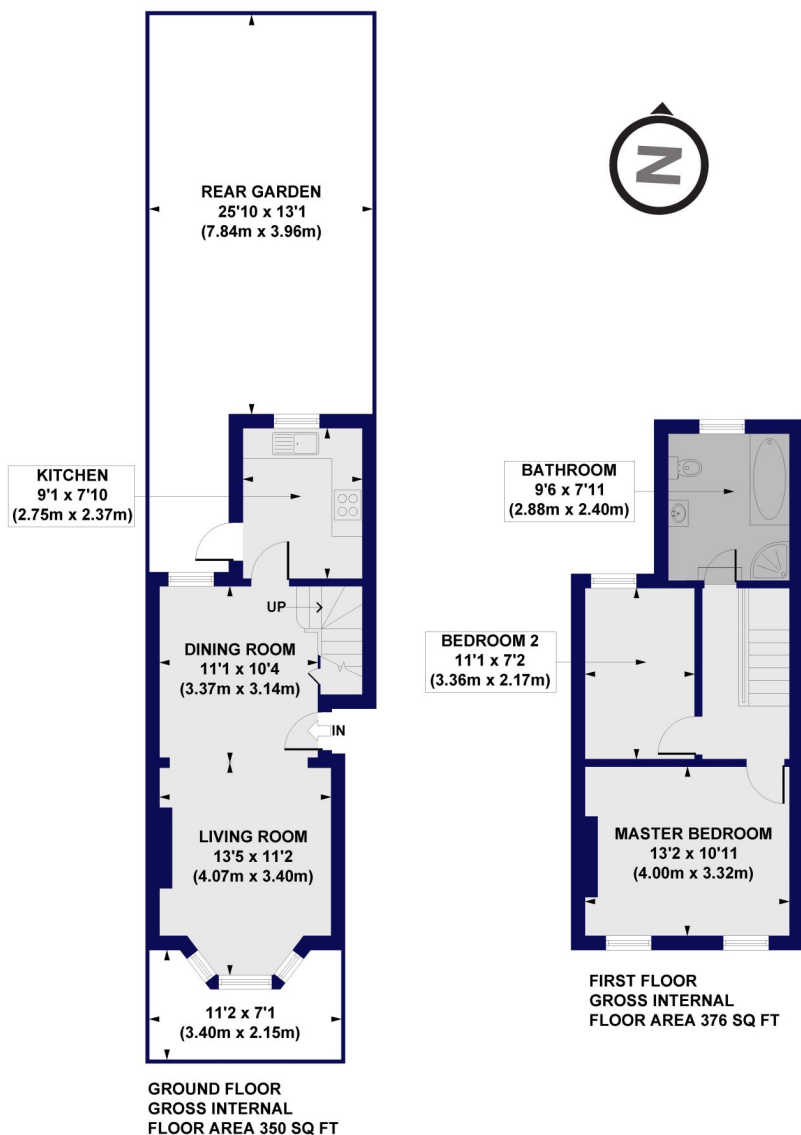 REAR GARDEN
25'10 x 13'1
(7.84m x 3.96m)
N
KITCHEN
9'1 x 7'10
(2.75m x 2.37m)
BATHROOM
9'6 x 7'11
(2.88m x 2.40m)
UP
DINING ROOM
11'1 x 10'4
(3.37m x 3.14m)
BEDROOM 2
11'1 x 7'2
(3.36m x 2.17m)
IN
LIVING ROOM
13'5 x 11'2
(4.07m x 3.40m)
MASTER BEDROOM
13'2 x 10'11
(4.00m x 3.32m)
11'2 x 7'1
(3.40m x 2.15m)
FIRST FLOOR
GROSS INTERNAL
FLOOR AREA 376 SQ FT
GROUND FLOOR
GROSS INTERNAL
FLOOR AREA 350 SQ FT